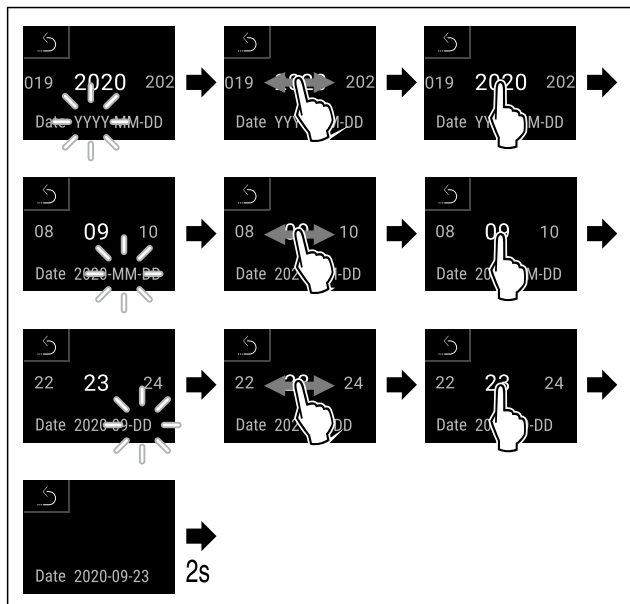 019 2020 202
Date YYYY-MM-DD
019 202
Date YY M-DD
019 2020 202
Date YY M-DD
08 09 10
Date 2020-MM-DD
08 10
Date 202 -DD
08 09 10
Date 20 M-DD
22 23 24
Date 2020-09-DD
22 24
Date 202 DD
22 23 24
Date 20 -DD
Date 2020-09-23
2s